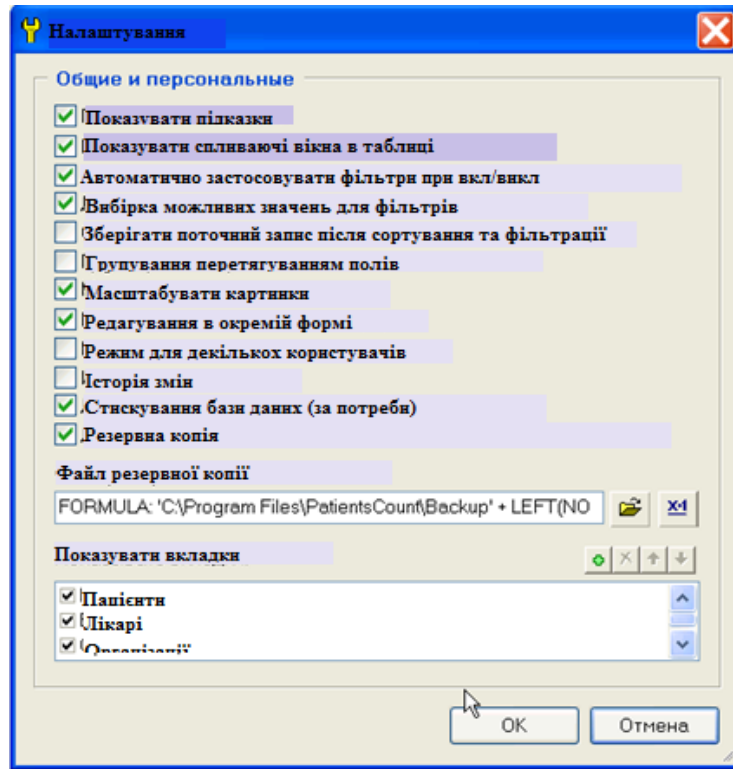 Налаштування
Общие и персональные
Показувати підказки
Показувати спливаючі вікна в таблиці
Автоматично застосовувати фільтри при вкл/викл
Вибірка можливих значень для фільтрів
Зберігати поточний запис після сортування та фільтрації
Групування перетягуванням полів
Масштабувати картинки
Редагування в окремій формі
Режим для декількох користувачів
Історія змін
Стискування бази даних (за потреби)
Резервна копія
Файл резервної копії
FORMULA: 'C:\Program Files\PatientsCount\Backup' + LEFT(NO
Показувати вкладки
Пацієнти
Лікарі
Організації
OK Отмена